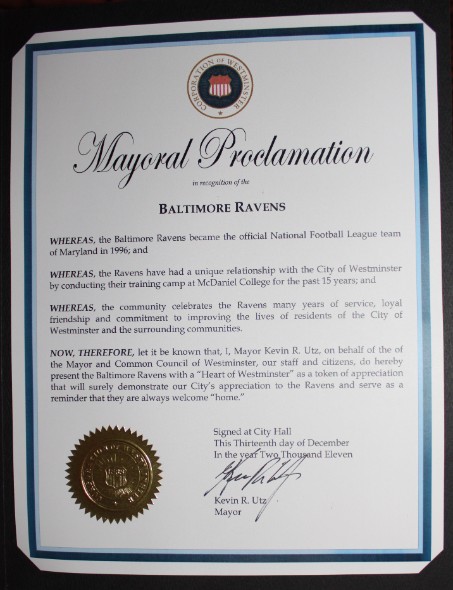 CORPORATION OF WESTMINSTER
Mayoral Proclamation
in recognition of the
BALTIMORE RAVENS
WHEREAS, the Baltimore Ravens became the official National Football League team
of Maryland in 1996; and
WHEREAS, the Ravens have had a unique relationship with the City of Westminster
by conducting their training camp at McDaniel College for the past 15 years; and
WHEREAS, the community celebrates the Ravens many years of service, loyal
friendship and commitment to improving the lives of residents of the City of
Westminster and the surrounding communities.
NOW, THEREFORE, let it be known that, I, Mayor Kevin R. Utz, on behalf of the of
the Mayor and Common Council of Westminster, our staff and citizens, do hereby
present the Baltimore Ravens with a "Heart of Westminster" as a token of appreciation
that will surely demonstrate our City's appreciation to the Ravens and serve as a
reminder that they are always welcome "home."
Signed at City Hall
This Thirteenth day of December
In the year Two Thousand Eleven
Kevin R. Utz
Mayor